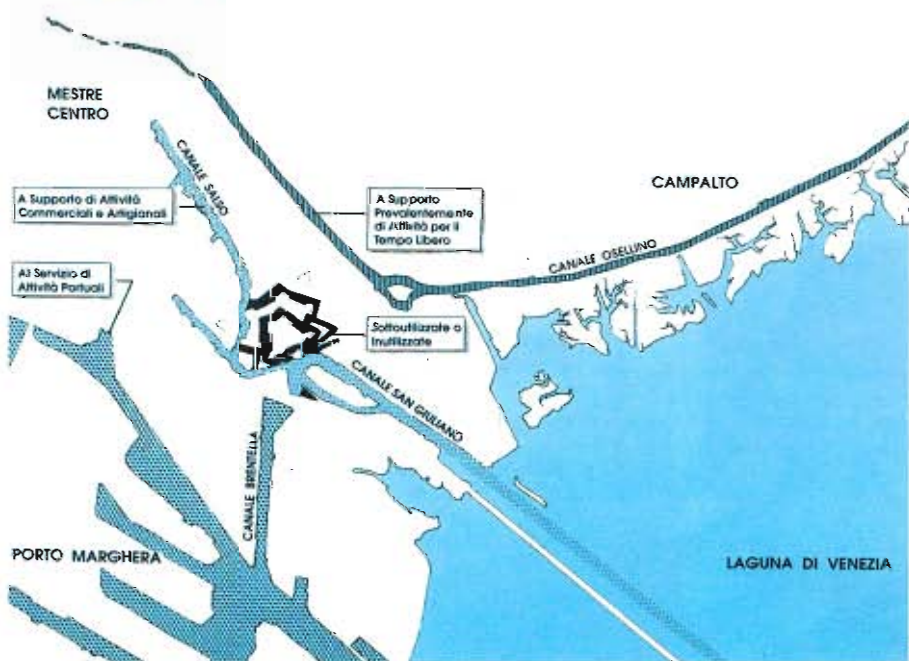 MESTRE
CENTRO
CANALE SALSO
A Supporto di Attività
Commerciali e Artigianali
A Supporto
Prevalentemente
di Attività per il
Tempo Libero
CAMPALTO
CANALE OSELLINO
Al Servizio di
Attività Portuali
Sottoutilizzate o
Inutilizzate
CANALE SAN GIULIANO
CANALE BRENTELLA
PORTO MARGHERA
LAGUNA DI VENEZIA